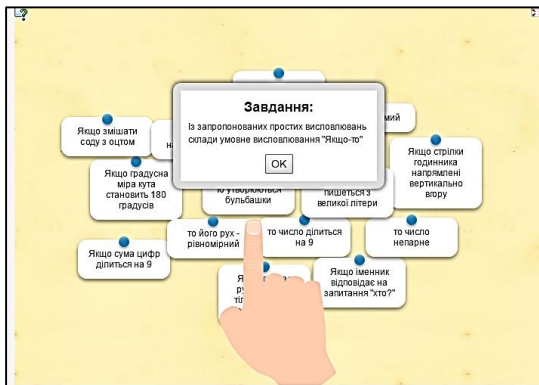 Завдання:
Із запропонованих простих висловлювань
склади умовне висловлювання "Якщо-то"
OK
Якщо змішати
соду з оцтом
Якщо стрілки
годинника
напрямлені
вертикально
вгору
Якщо градусна
міра кута
становить 180
градусів
то утворюються
бульбашки
пишеться з
великої літери
то його рух -
рівномірний
то число ділиться
на 9
то число
непарне
Якщо сума цифр
ділиться на 9
Якщо іменник
відповідає на
запитання "хто?"